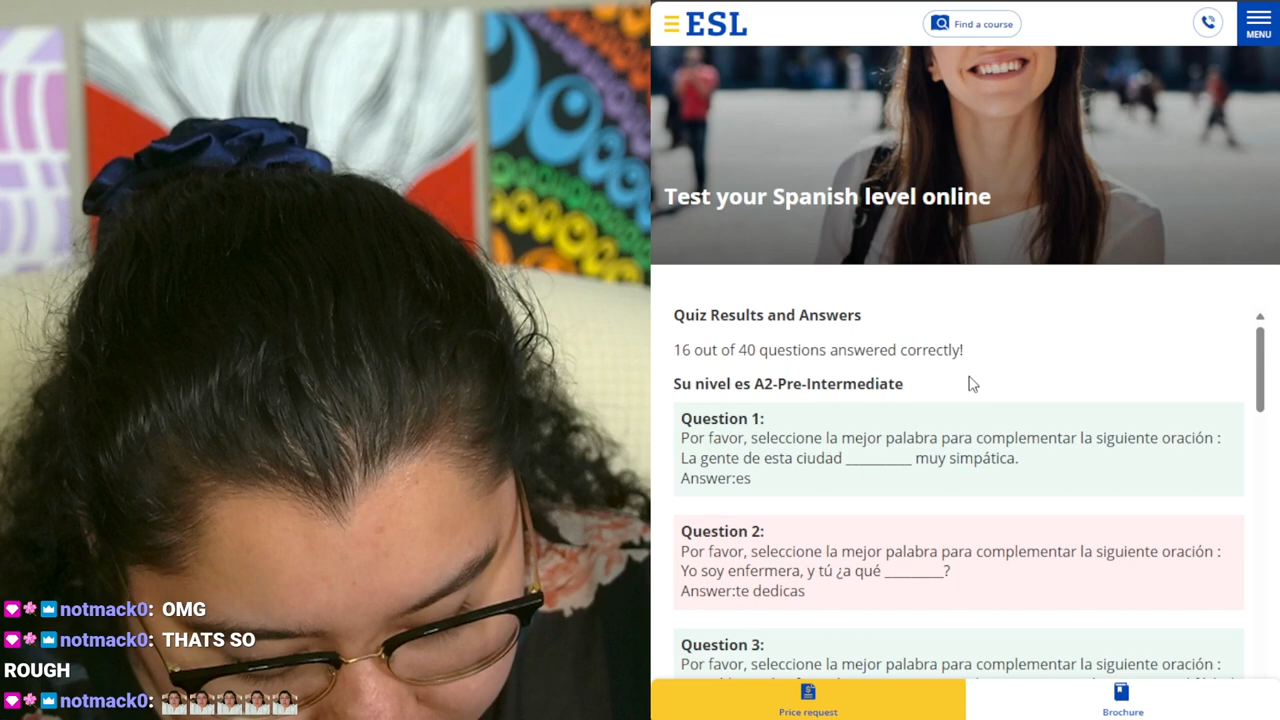 ESL
Find a course
MENU
Test your Spanish level online
Quiz Results and Answers
16 out of 40 questions answered correctly!
Su nivel es A2-Pre-Intermediate
Question 1:
Por favor, seleccione la mejor palabra para complementar la siguiente oración :
La gente de esta ciudad __________ muy simpática.
Answer:es
Question 2:
Por favor, seleccione la mejor palabra para complementar la siguiente oración :
Yo soy enfermera, y tú ¿a qué _________?
Answer:te dedicas
Question 3:
Por favor, seleccione la mejor palabra para complementar la siguiente oración :
Price request
Brochure
notmack0: OMG
notmack0: THATS SO
ROUGH
notmack0: